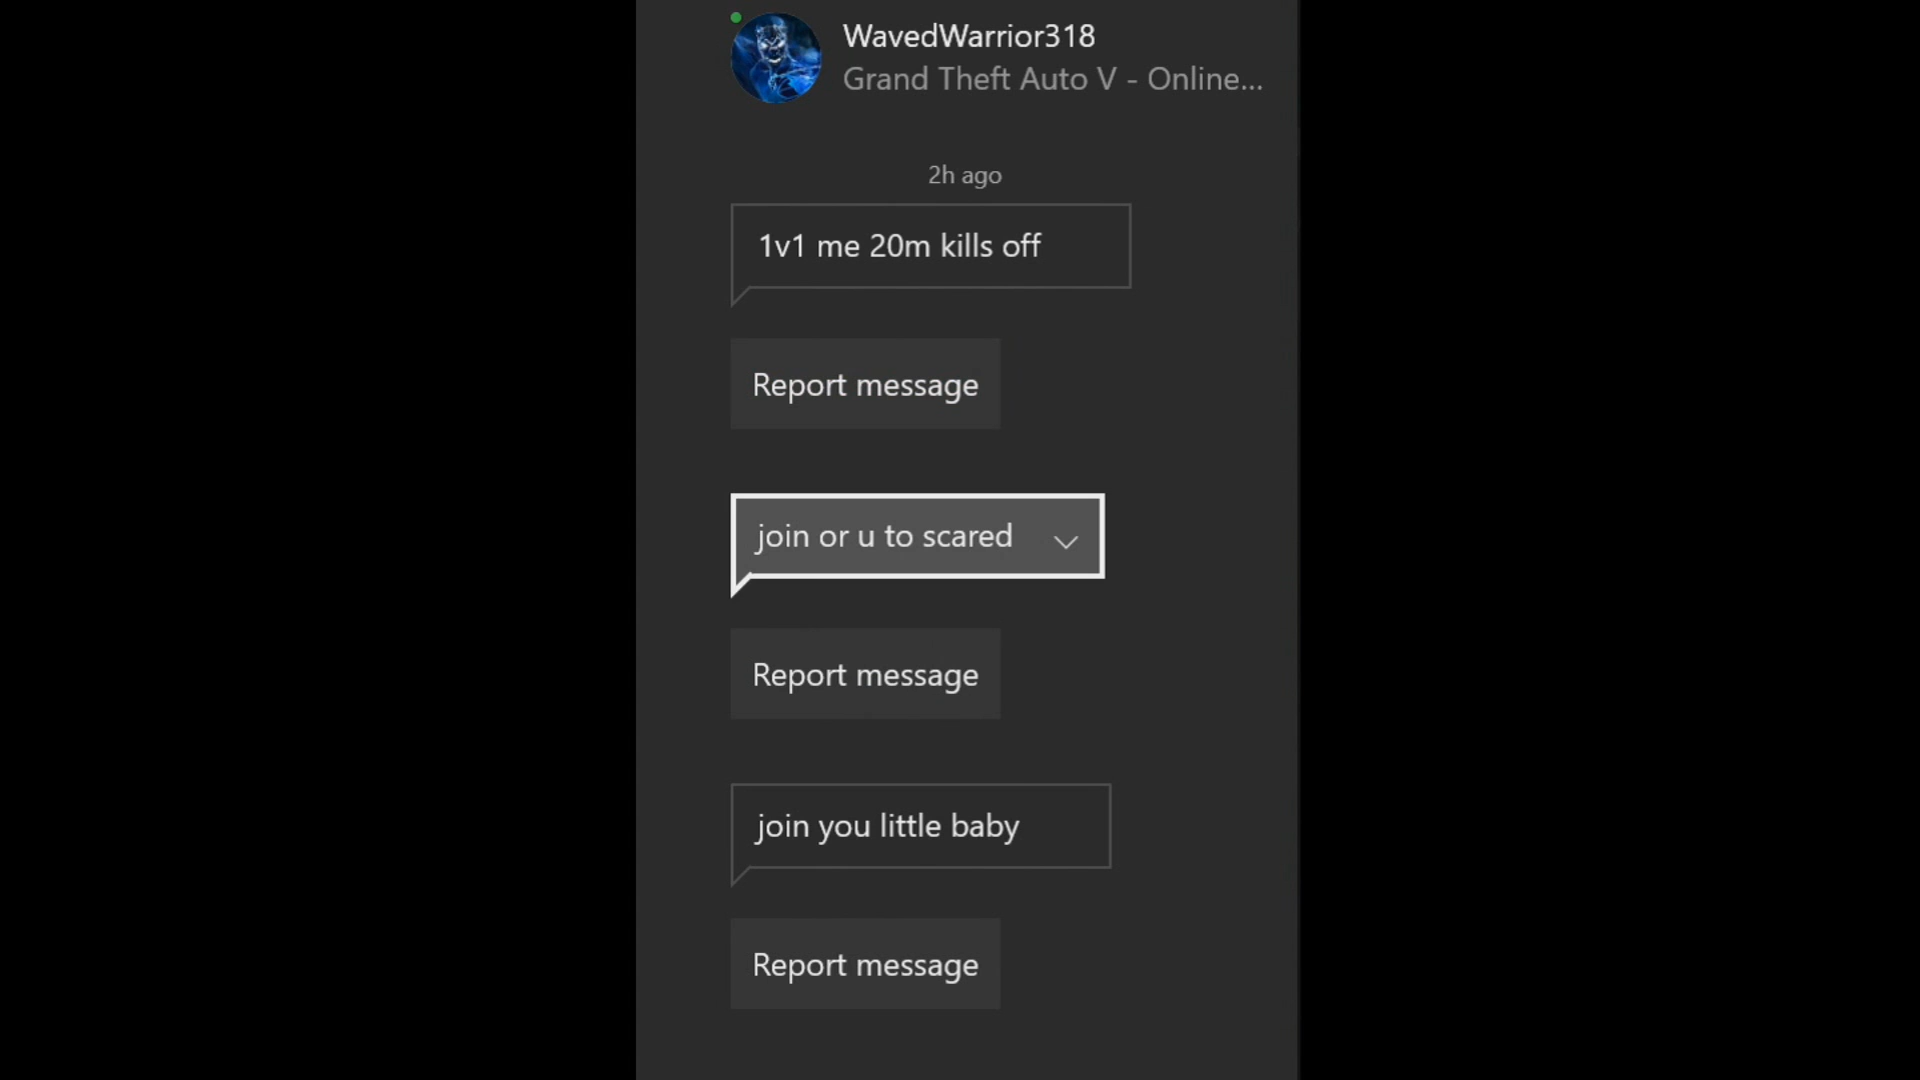 WavedWarrior318
Grand Theft Auto V - Online...
2h ago
1v1 me 20m kills off
Report message
join or u to scared
Report message
join you little baby
Report message